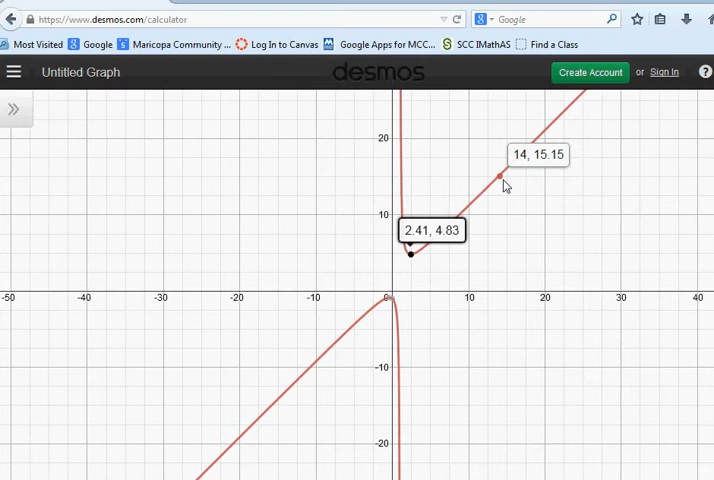 https://www.desmos.com/calculator
Google
Most Visited Google Maricopa Community ... Log In to Canvas Google Apps for MCC... SCC IMathAS Find a Class
Untitled Graph desmos Create Account or Sign In ?
20
14, 15.15
10
2.41, 4.83
-50 -40 -30 -20 -10 0 10 20 30 40
-10
-20